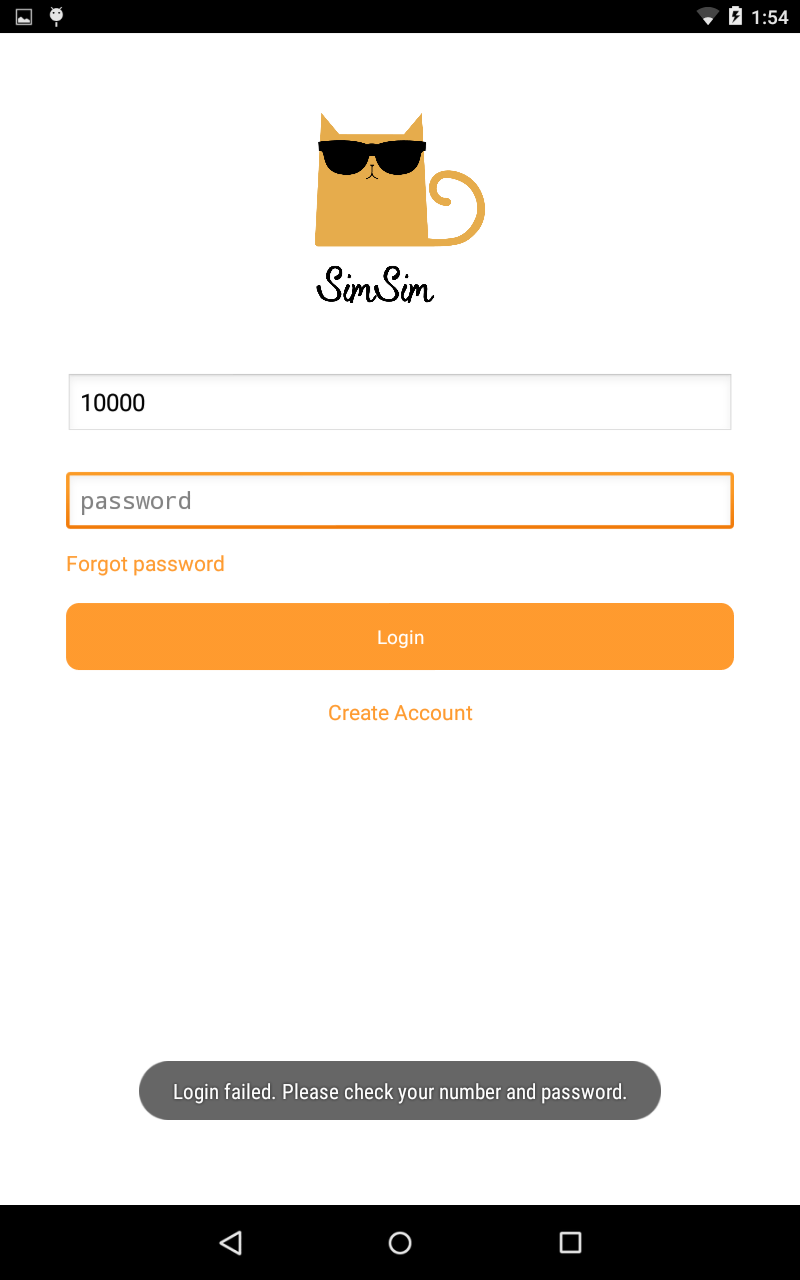 1:54
SimSim
10000
password
Forgot password
Login
Create Account
Login failed. Please check your number and password.